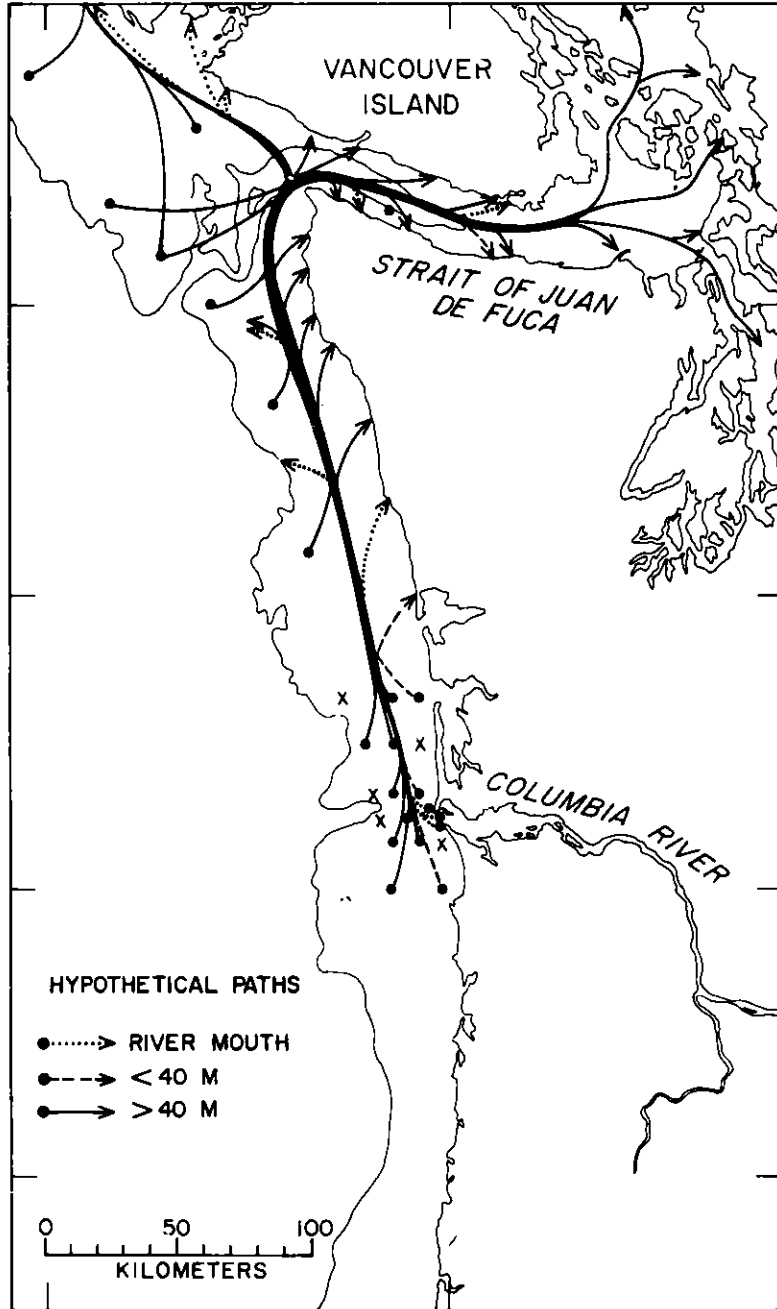 VANCOUVER
ISLAND
STRAIT OF JUAN
DE FUCA
X
X
X
X
X
COLUMBIA RIVER
HYPOTHETICAL PATHS
RIVER MOUTH
<40 M
>40 M
0 50 100
KILOMETERS